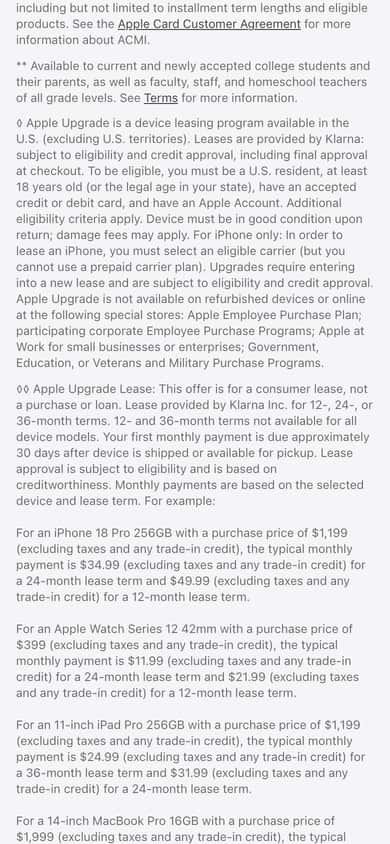 including but not limited to installment term lengths and eligible
products. See the Apple Card Customer Agreement for more
information about ACMI.
** Available to current and newly accepted college students and
their parents, as well as faculty, staff, and homeschool teachers
of all grade levels. See Terms for more information.
◊ Apple Upgrade is a device leasing program available in the
U.S. (excluding U.S. territories). Leases are provided by Klarna:
subject to eligibility and credit approval, including final approval
at checkout. To be eligible, you must be a U.S. resident, at least
18 years old (or the legal age in your state), have an accepted
credit or debit card, and have an Apple Account. Additional
eligibility criteria apply. Device must be in good condition upon
return; damage fees may apply. For iPhone only: In order to
lease an iPhone, you must select an eligible carrier (but you
cannot use a prepaid carrier plan). Upgrades require entering
into a new lease and are subject to eligibility and credit approval.
Apple Upgrade is not available on refurbished devices or online
at the following special stores: Apple Employee Purchase Plan;
participating corporate Employee Purchase Programs; Apple at
Work for small businesses or enterprises; Government,
Education, or Veterans and Military Purchase Programs.
◊◊ Apple Upgrade Lease: This offer is for a consumer lease, not
a purchase or loan. Lease provided by Klarna Inc. for 12-, 24-, or
36-month terms. 12- and 36-month terms not available for all
device models. Your first monthly payment is due approximately
30 days after device is shipped or available for pickup. Lease
approval is subject to eligibility and is based on
creditworthiness. Monthly payments are based on the selected
device and lease term. For example:
For an iPhone 18 Pro 256GB with a purchase price of $1,199
(excluding taxes and any trade-in credit), the typical monthly
payment is $34.99 (excluding taxes and any trade-in credit) for
a 24-month lease term and $49.99 (excluding taxes and any
trade-in credit) for a 12-month lease term.
For an Apple Watch Series 12 42mm with a purchase price of
$399 (excluding taxes and any trade-in credit), the typical
monthly payment is $11.99 (excluding taxes and any trade-in
credit) for a 24-month lease term and $21.99 (excluding taxes
and any trade-in credit) for a 12-month lease term.
For an 11-inch iPad Pro 256GB with a purchase price of $1,199
(excluding taxes and any trade-in credit), the typical monthly
payment is $24.99 (excluding taxes and any trade-in credit) for
a 36-month lease term and $31.99 (excluding taxes and any
trade-in credit) for a 24-month lease term.
For a 14-inch MacBook Pro 16GB with a purchase price of
$1,999 (excluding taxes and any trade-in credit), the typical